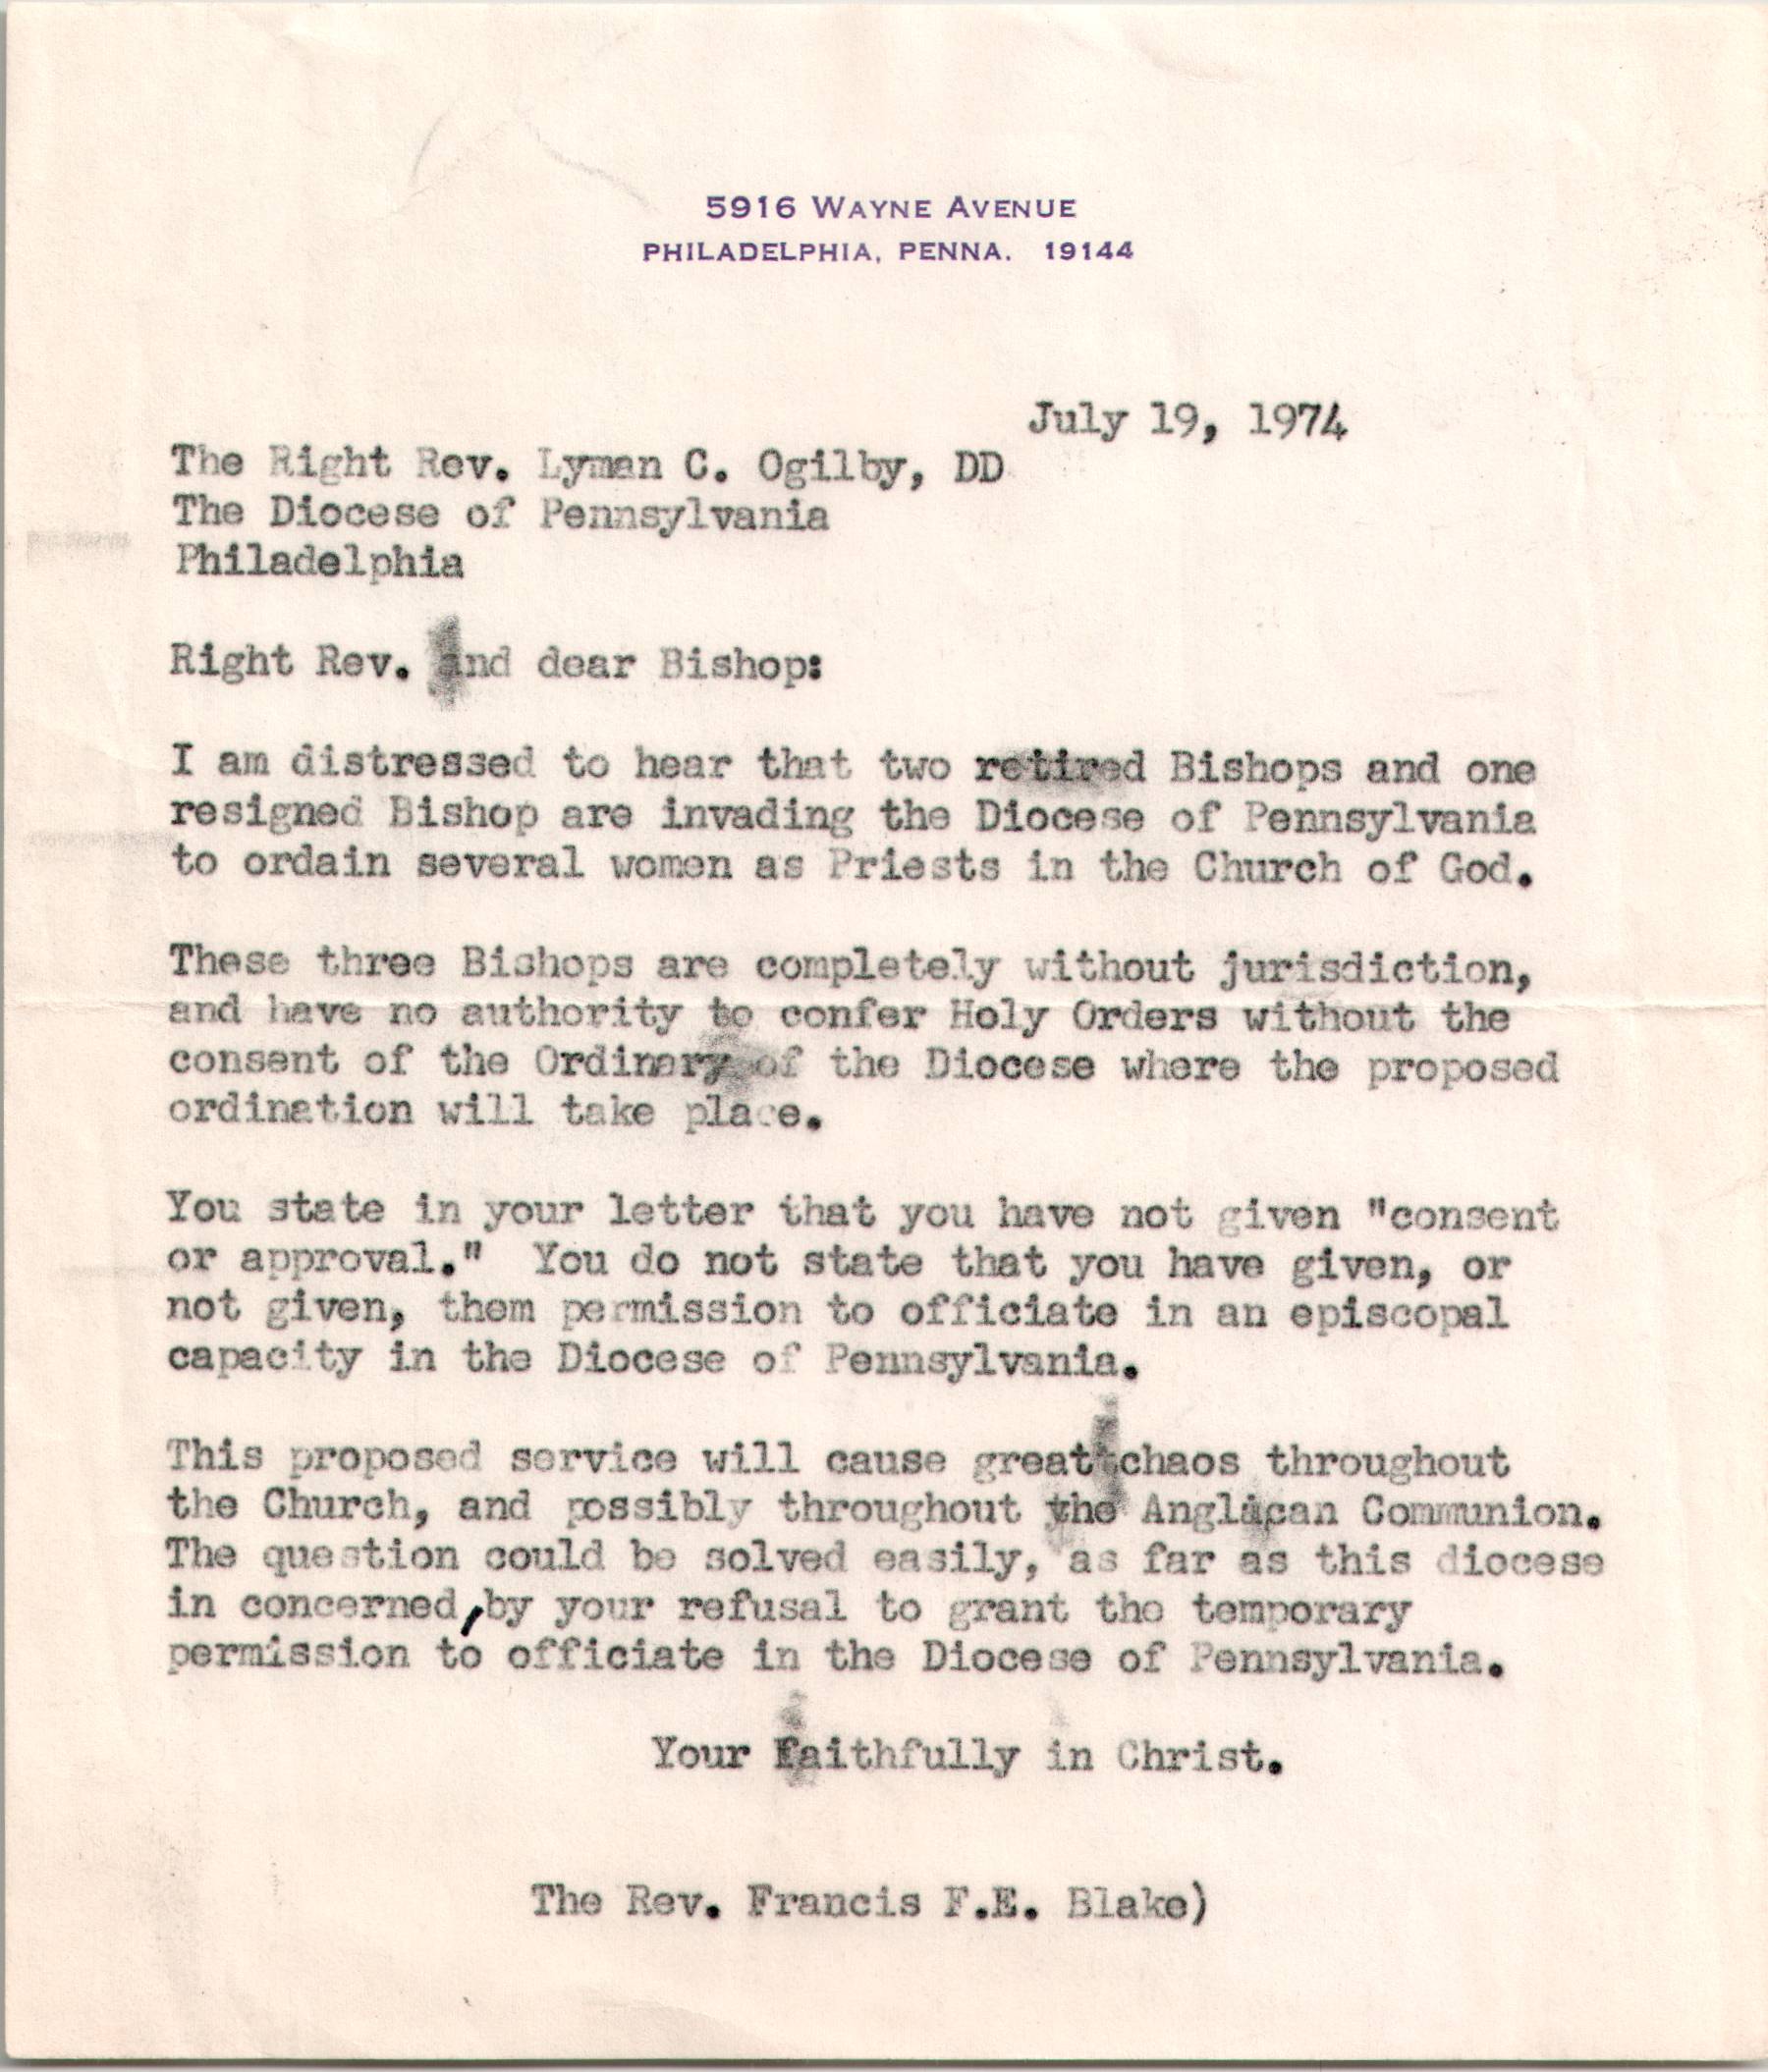 5916 WAYNE AVENUE
PHILADELPHIA, PENNA. 19144
July 19, 1974
The Right Rev. Lyman C. Ogilby, DD
The Diocese of Pennsylvania
Philadelphia
Right Rev. and dear Bishop:
I am distressed to hear that two retired Bishops and one
resigned Bishop are invading the Diocese of Pennsylvania
to ordain several women as Priests in the Church of God.
These three Bishops are completely without jurisdiction,
and have no authority to confer Holy Orders without the
consent of the Ordinary of the Diocese where the proposed
ordination will take place.
You state in your letter that you have not given "consent
or approval." You do not state that you have given, or
not given, them permission to officiate in an episcopal
capacity in the Diocese of Pennsylvania.
This proposed service will cause great chaos throughout
the Church, and possibly throughout the Anglican Communion.
The question could be solved easily, as far as this diocese
in concerned, by your refusal to grant the temporary
permission to officiate in the Diocese of Pennsylvania.
Your faithfully in Christ.
The Rev. Francis F.E. Blake)